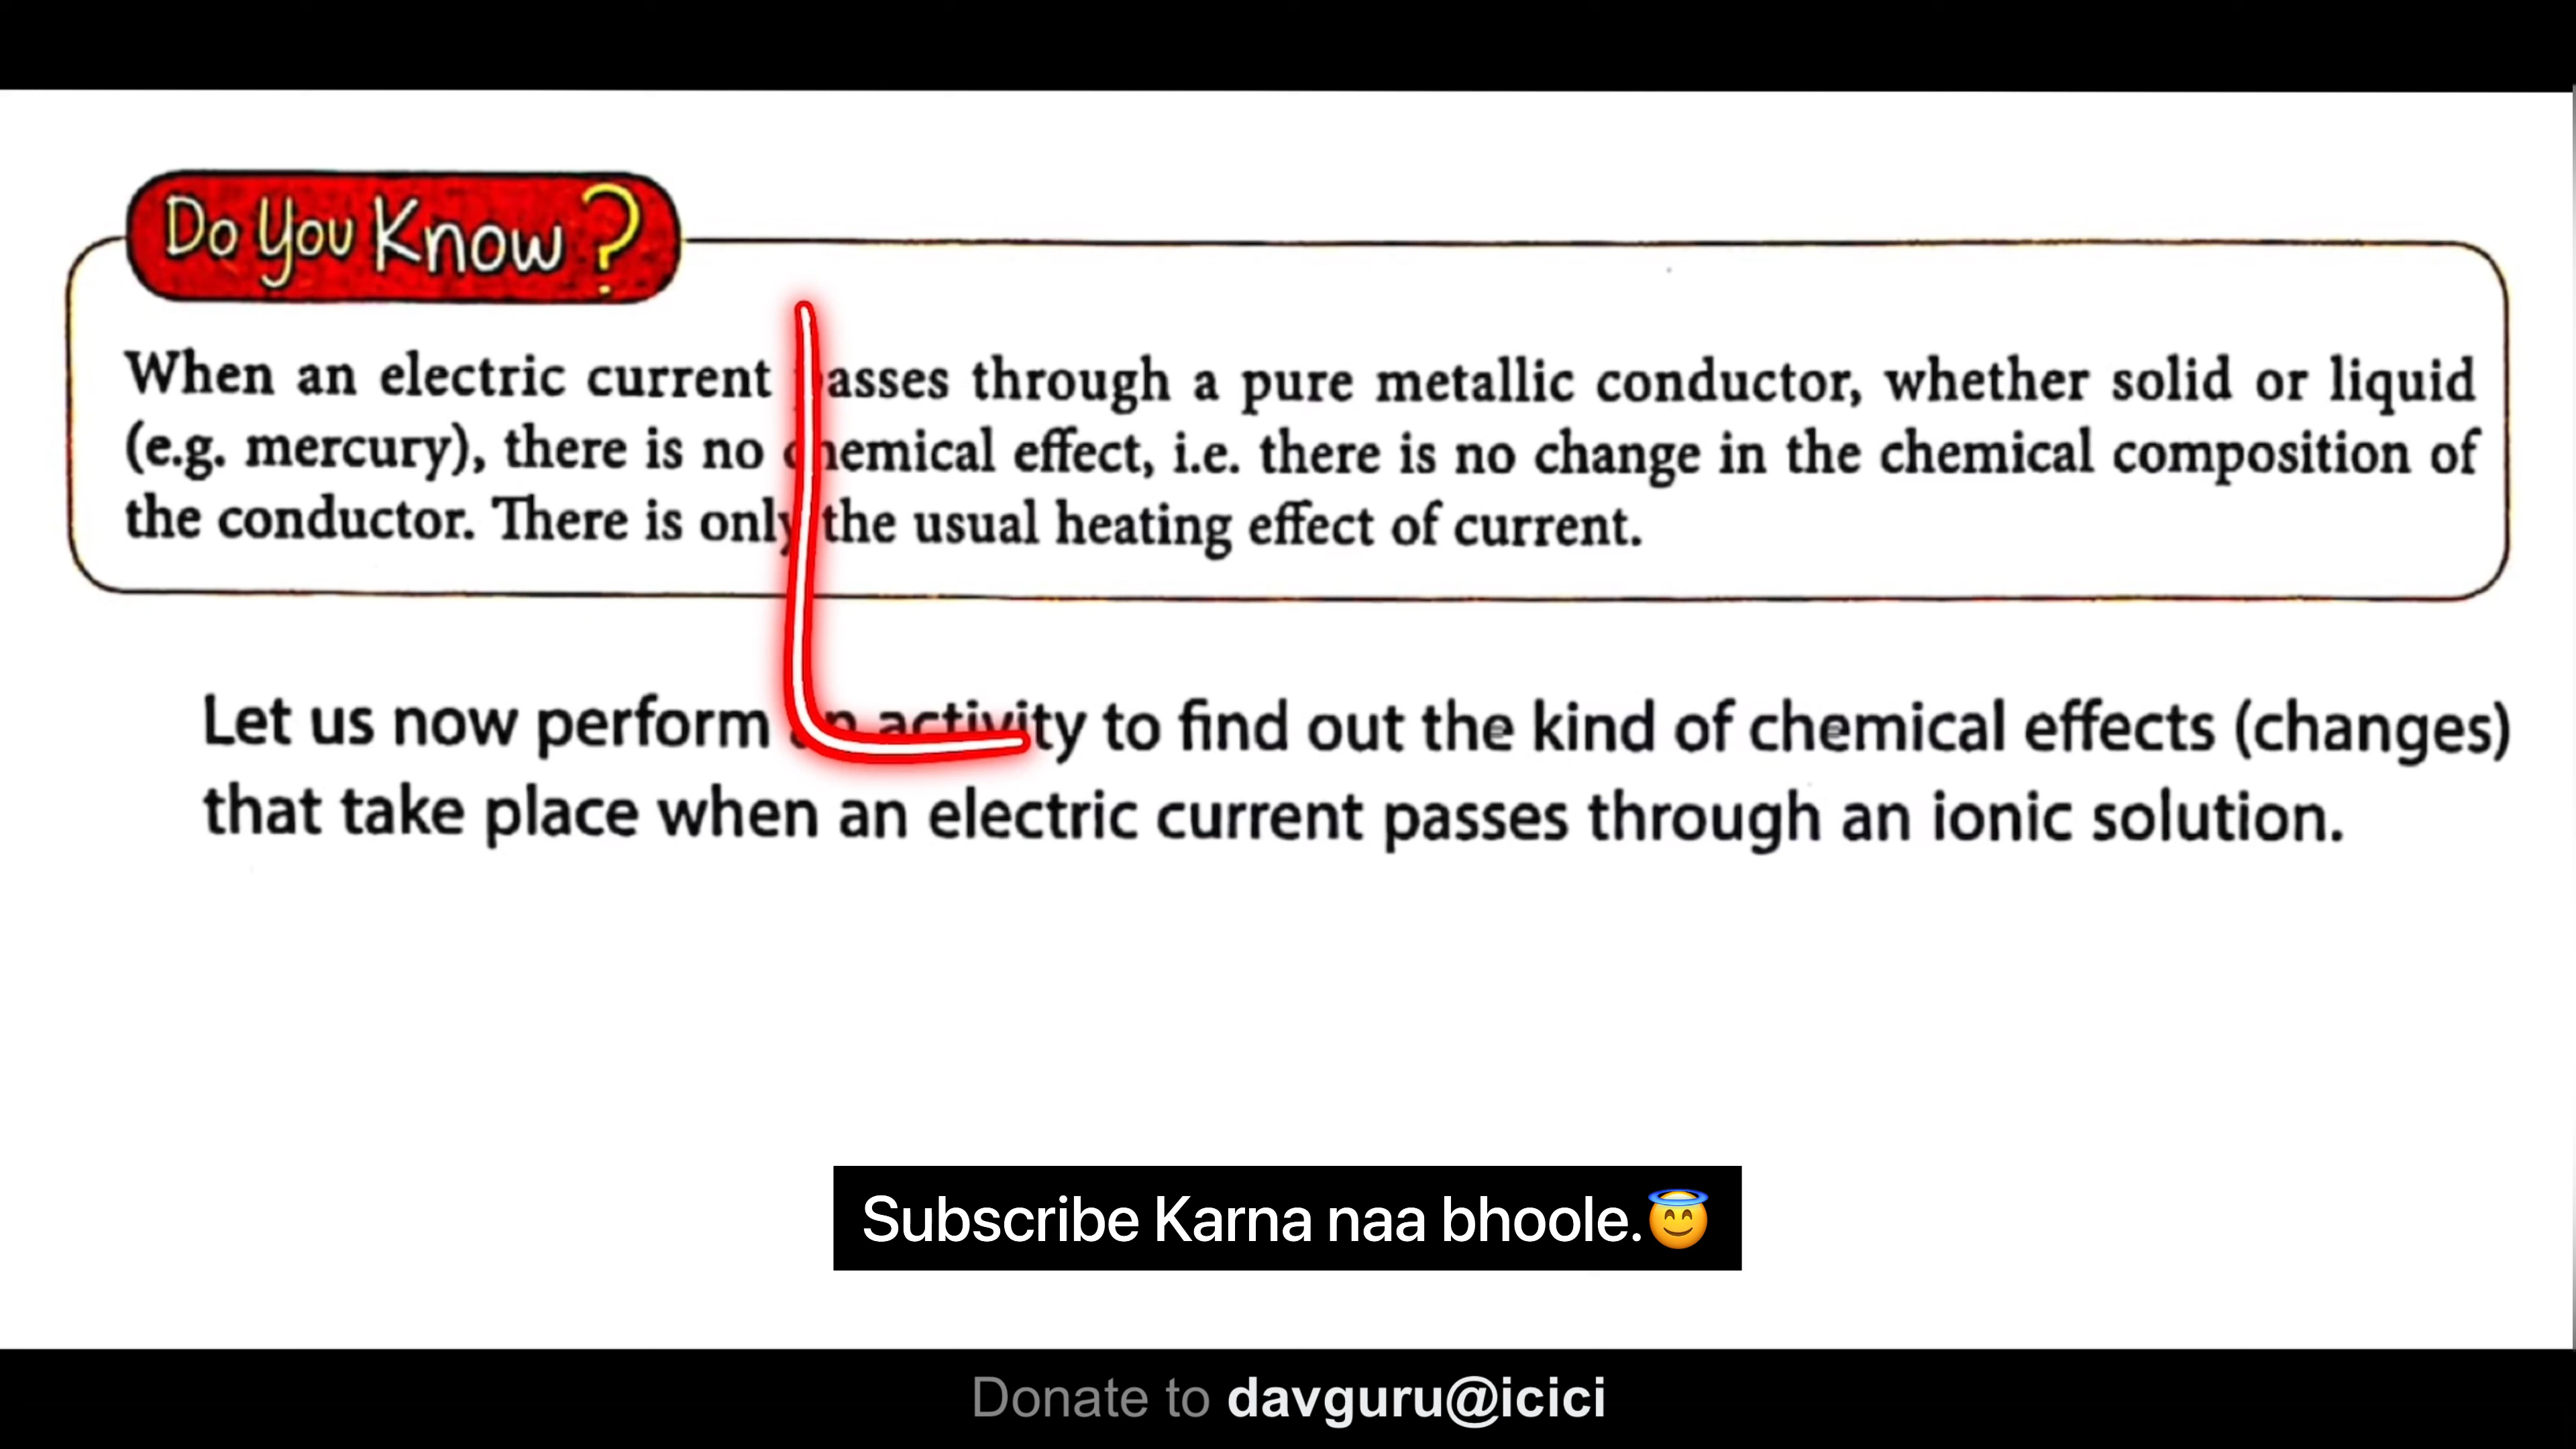 Do You Know?
When an electric current passes through a pure metallic conductor, whether solid or liquid
(e.g. mercury), there is no chemical effect, i.e. there is no change in the chemical composition of
the conductor. There is only the usual heating effect of current.
Let us now perform an activity to find out the kind of chemical effects (changes)
that take place when an electric current passes through an ionic solution.
Subscribe Karna naa bhoole.😇
Donate to davguru@icici